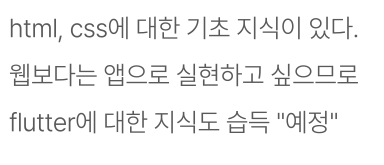 html, css에 대한 기초 지식이 있다.
웹보다는 앱으로 실현하고 싶으므로
flutter에 대한 지식도 습득 "예정"